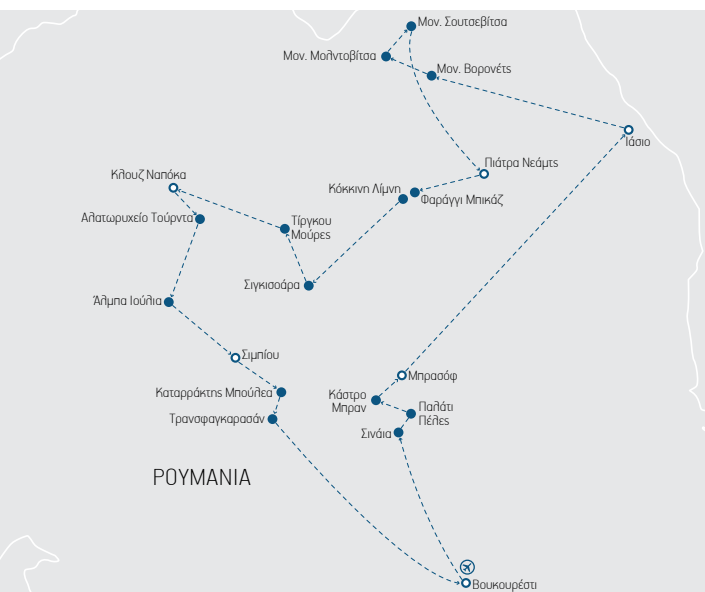 Μον. Σουτσεβίτσα
Μον. Μολντοβίτσα
Μον. Βορονέτς
Ιάσιο
Πιάτρα Νεάμτς
Κλουζ Ναπόκα
Κόκκινη Λίμνη
Φαράγγι Μπικάζ
Αλατωρυχείο Τούρντα
Τίργκου
Μούρες
Σιγκισοάρα
Άλμπα Ιούλια
Σιμπίου
Μπρασόφ
Καταρράκτης Μπούλεα
Κάστρο
Μπραν
Παλάτι
Πέλες
Τρανσφαγκαρασάν
Σινάια
ΡΟΥΜΑΝΙΑ
Βουκουρέστι